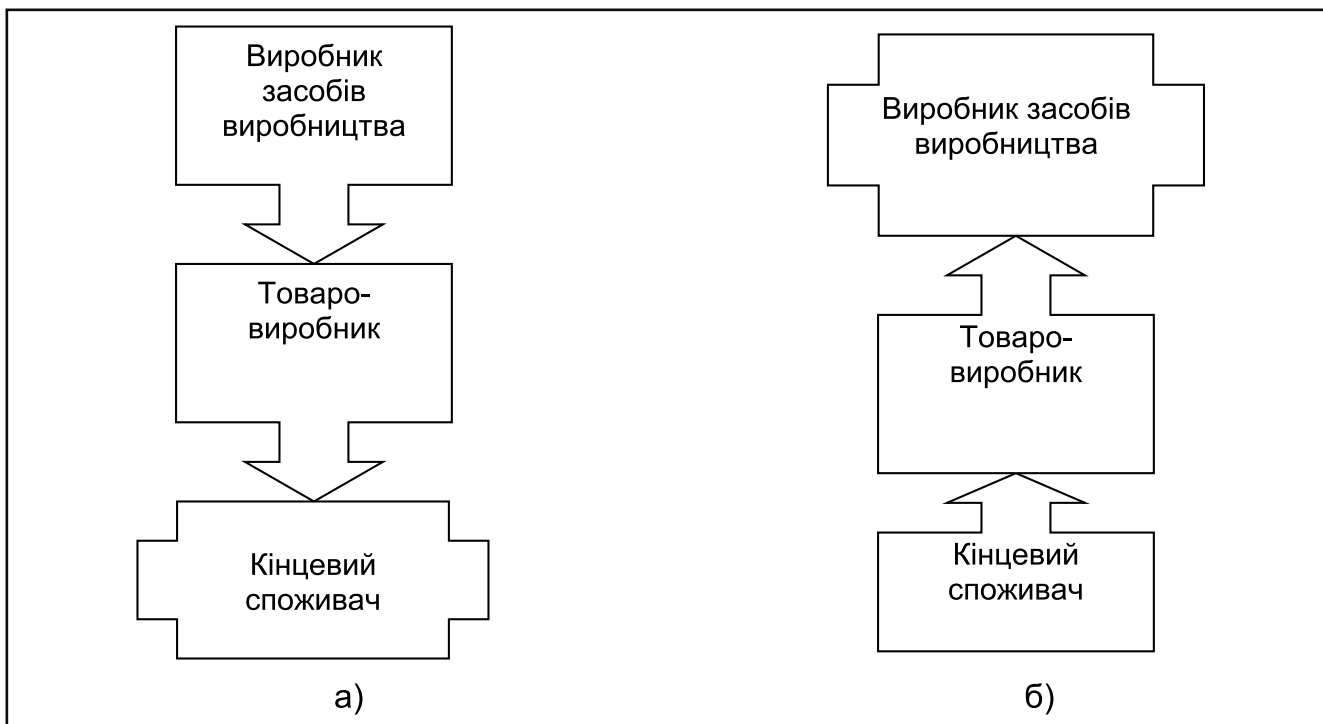 Виробник
засобів
виробництва
Товаро-
виробник
Кінцевий
споживач
а)
Виробник засобів
виробництва
Товаро-
виробник
Кінцевий
споживач
б)